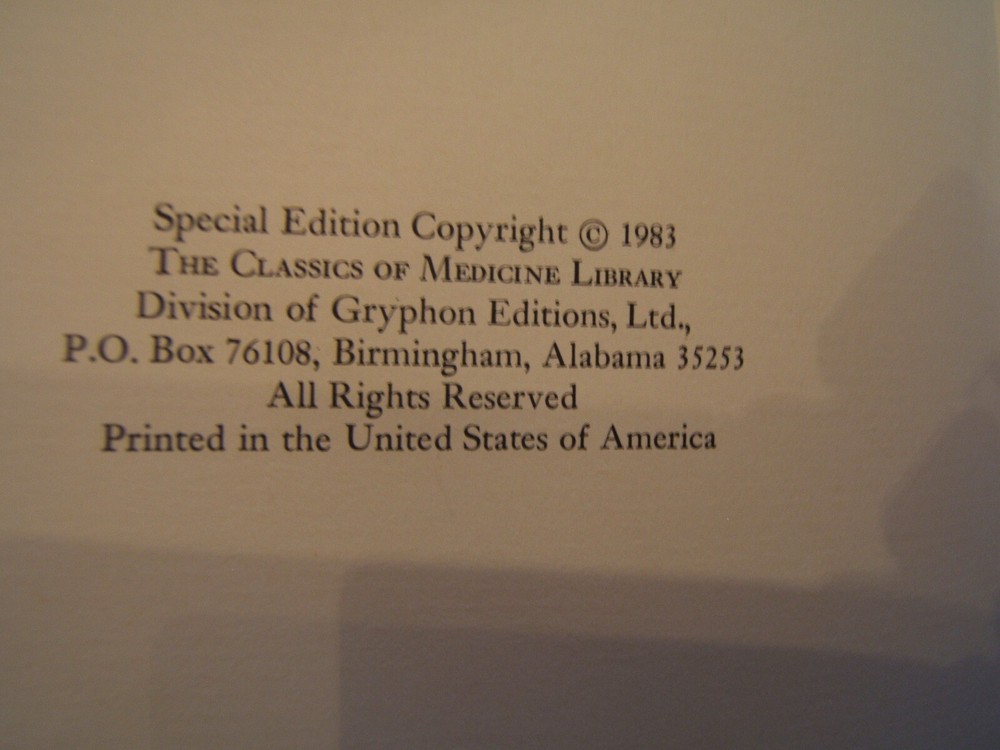 Special Edition Copyright © 1983
THE CLASSICS OF MEDICINE LIBRARY
Division of Gryphon Editions, Ltd.,
P.O. Box 76108, Birmingham, Alabama 35253
All Rights Reserved
Printed in the United States of America